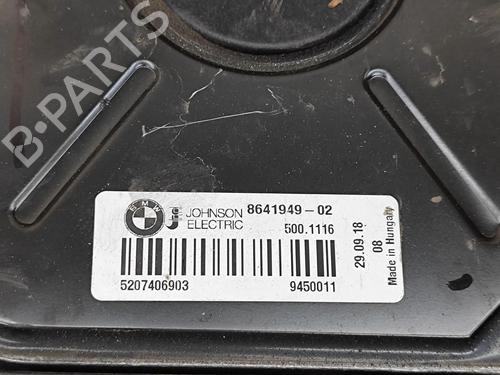 B-PARTS
BMW
JOHNSON
ELECTRIC
8641949-02
500.1116
5207406903
9450011
29.09.18
08
Made in Hungary